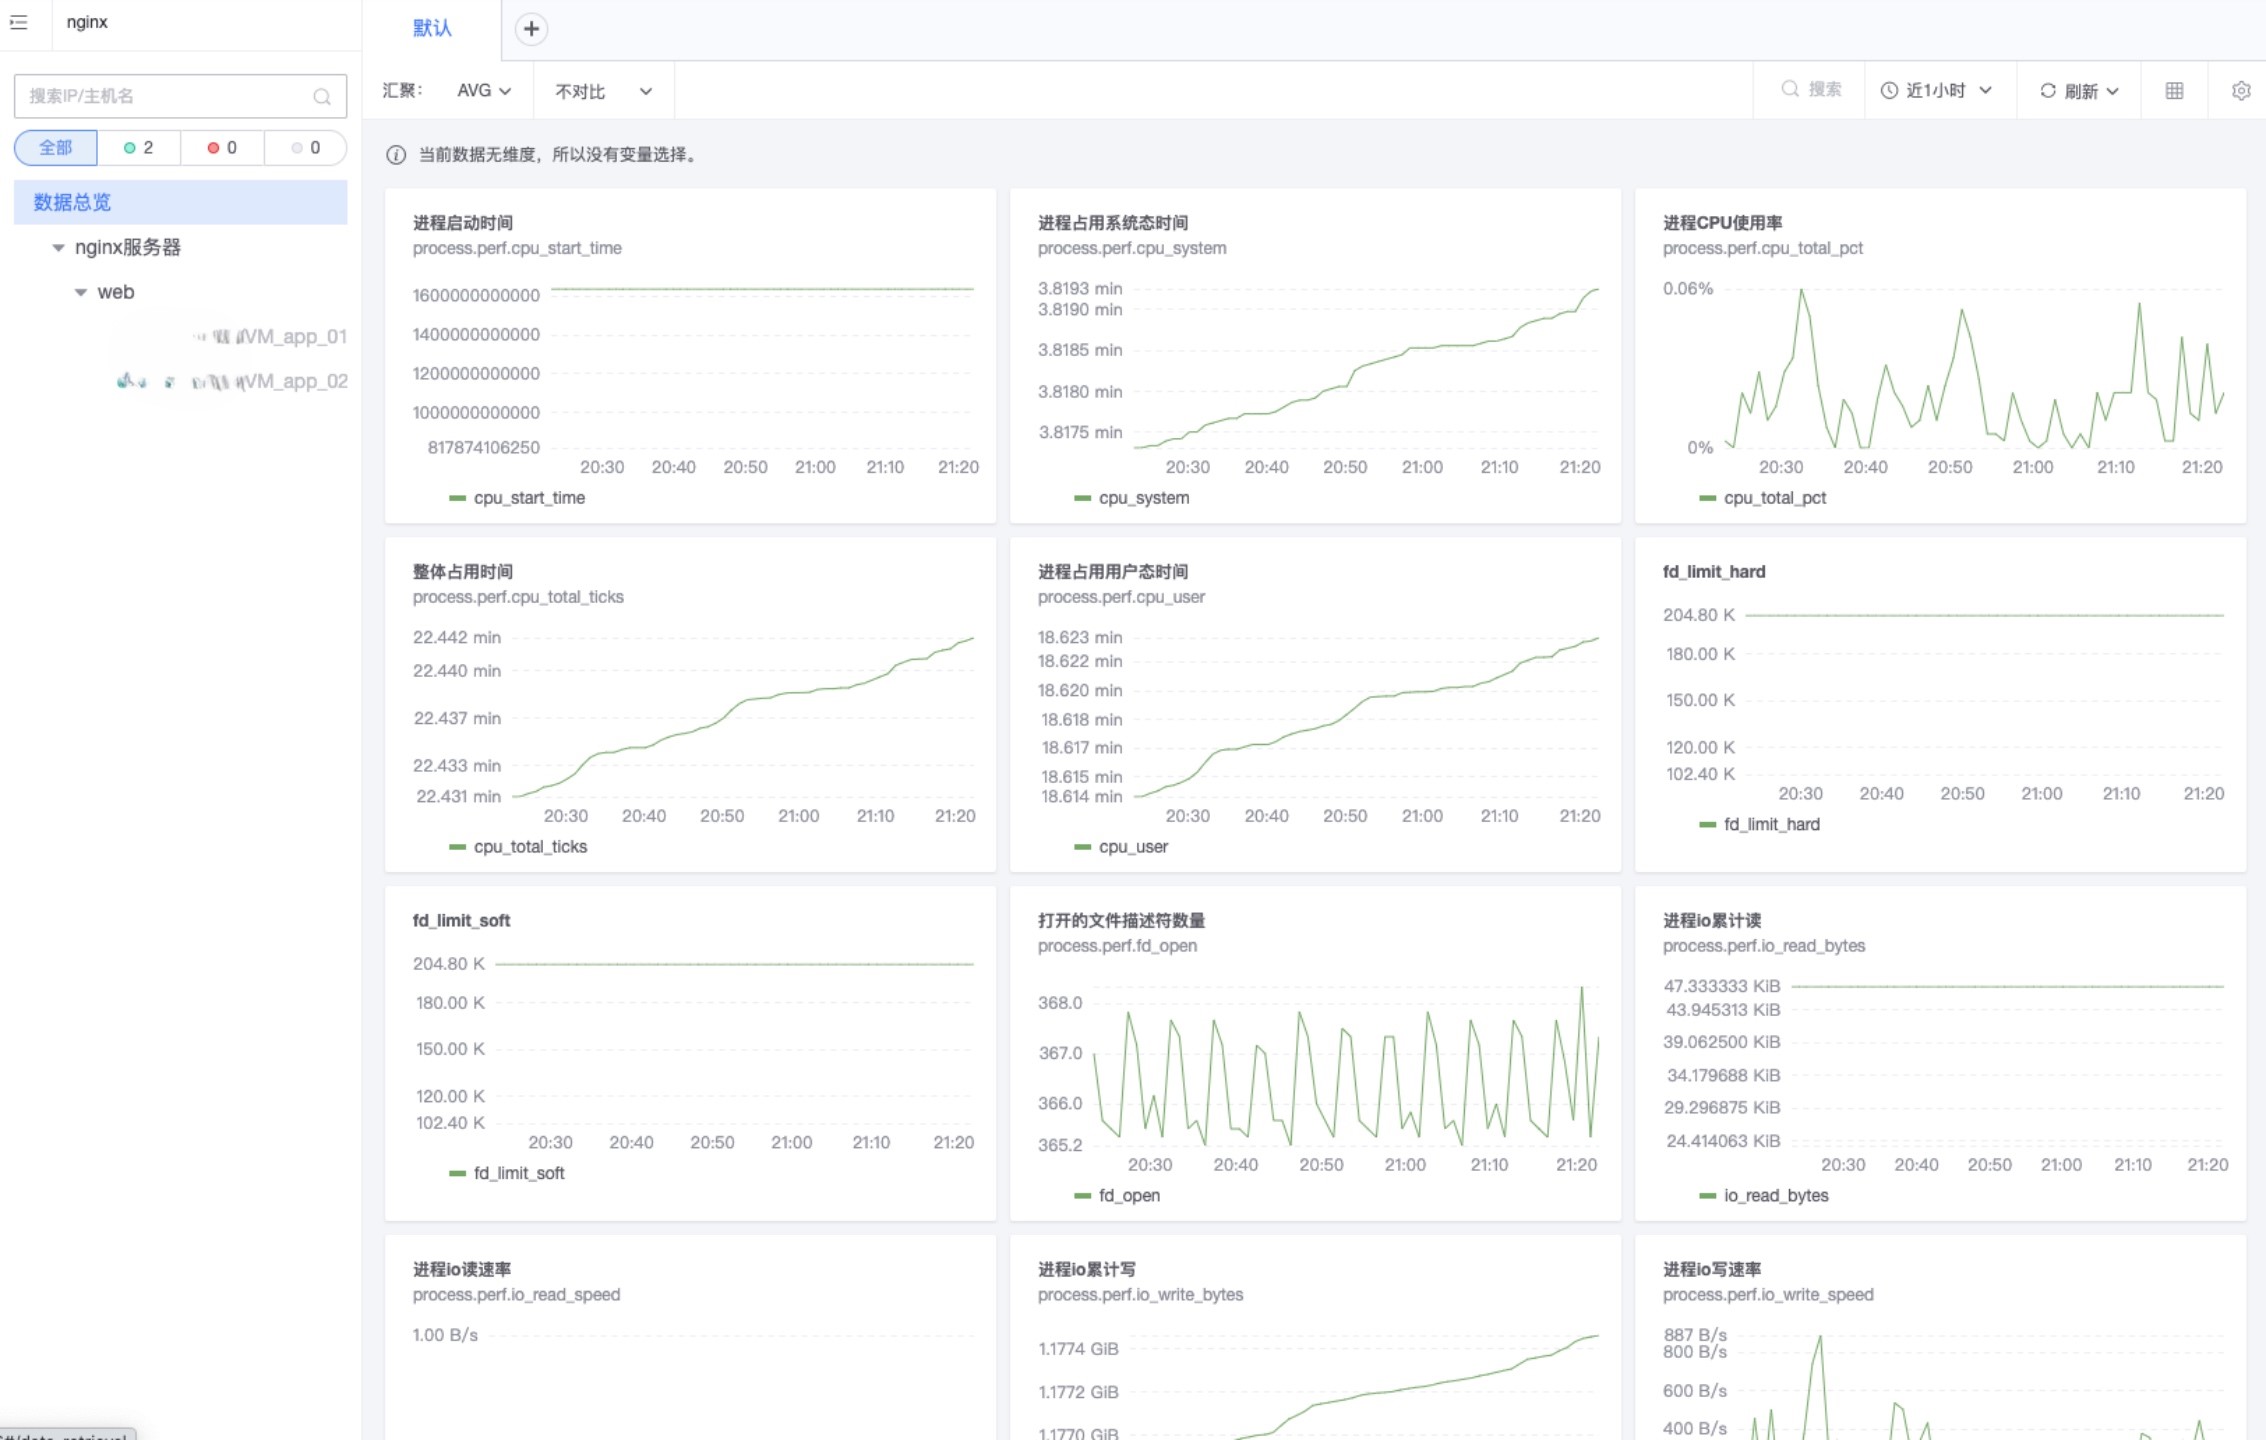 nginx
默认
搜索IP/主机名
汇聚： AVG
不对比
搜索
近1小时
刷新
全部
2
0
0
当前数据无维度，所以没有变量选择。
数据总览
nginx服务器
web
VM_app_01
VM_app_02
进程启动时间
process.perf.cpu_start_time
1600000000000
1400000000000
1200000000000
1000000000000
817874106250
20:30 20:40 20:50 21:00 21:10 21:20
cpu_start_time
进程占用系统态时间
process.perf.cpu_system
3.8193 min
3.8190 min
3.8185 min
3.8180 min
3.8175 min
20:30 20:40 20:50 21:00 21:10 21:20
cpu_system
进程CPU使用率
process.perf.cpu_total_pct
0.06%
0%
20:30 20:40 20:50 21:00 21:10 21:20
cpu_total_pct
整体占用时间
process.perf.cpu_total_ticks
22.442 min
22.440 min
22.437 min
22.433 min
22.431 min
20:30 20:40 20:50 21:00 21:10 21:20
cpu_total_ticks
进程占用用户态时间
process.perf.cpu_user
18.623 min
18.622 min
18.620 min
18.618 min
18.617 min
18.615 min
18.614 min
20:30 20:40 20:50 21:00 21:10 21:20
cpu_user
fd_limit_hard
204.80 K
180.00 K
150.00 K
120.00 K
102.40 K
20:30 20:40 20:50 21:00 21:10 21:20
fd_limit_hard
fd_limit_soft
204.80 K
180.00 K
150.00 K
120.00 K
102.40 K
20:30 20:40 20:50 21:00 21:10 21:20
fd_limit_soft
打开的文件描述符数量
process.perf.fd_open
368.0
367.0
366.0
365.2
20:30 20:40 20:50 21:00 21:10 21:20
fd_open
进程io累计读
process.perf.io_read_bytes
47.333333 KiB
43.945313 KiB
39.062500 KiB
34.179688 KiB
29.296875 KiB
24.414063 KiB
20:30 20:40 20:50 21:00 21:10 21:20
io_read_bytes
进程io读速率
process.perf.io_read_speed
1.00 B/s
进程io累计写
process.perf.io_write_bytes
1.1774 GiB
1.1772 GiB
1.1770 GiB
进程io写速率
process.perf.io_write_speed
887 B/s
800 B/s
600 B/s
400 B/s